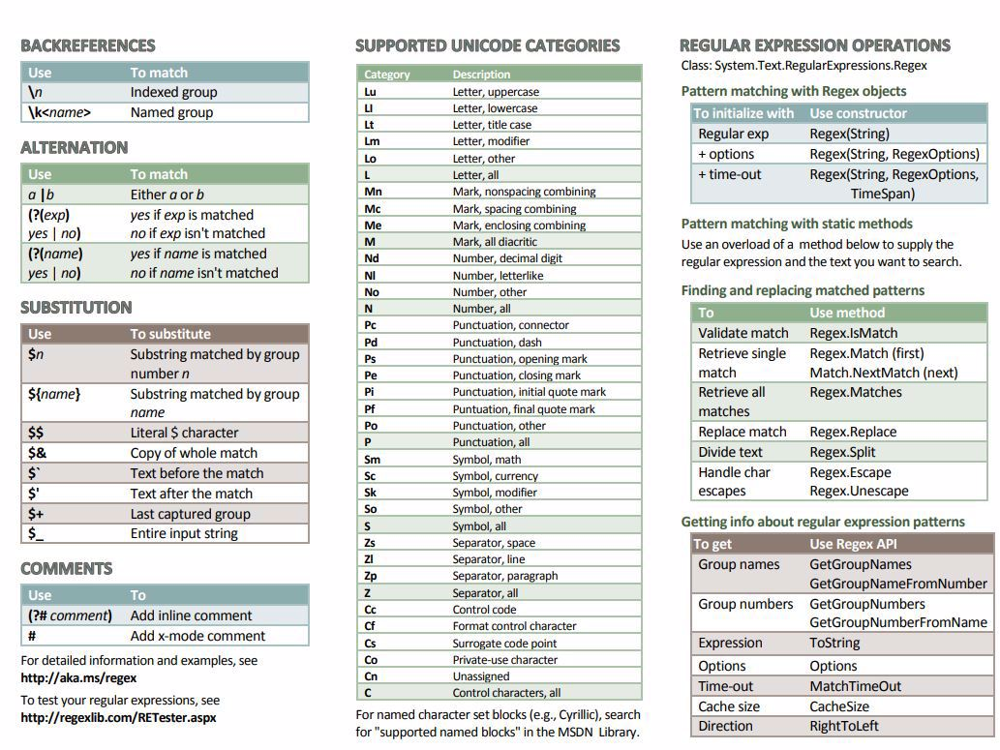 BACKREFERENCES
Use To match
\n Indexed group
\k<name> Named group
ALTERNATION
Use To match
a |b Either a or b
(?(exp) yes if exp is matched
yes | no) no if exp isn't matched
(?(name) yes if name is matched
yes | no) no if name isn't matched
SUBSTITUTION
Use To substitute
$n Substring matched by group
number n
${name} Substring matched by group
name
$$ Literal $ character
$& Copy of whole match
$` Text before the match
$' Text after the match
$+ Last captured group
$_ Entire input string
COMMENTS
Use To
(?# comment) Add inline comment
# Add x-mode comment
For detailed information and examples, see
http://aka.ms/regex
To test your regular expressions, see
http://regexlib.com/RETester.aspx
SUPPORTED UNICODE CATEGORIES
Category Description
Lu Letter, uppercase
Ll Letter, lowercase
Lt Letter, title case
Lm Letter, modifier
Lo Letter, other
L Letter, all
Mn Mark, nonspacing combining
Mc Mark, spacing combining
Me Mark, enclosing combining
M Mark, all diacritic
Nd Number, decimal digit
Nl Number, letterlike
No Number, other
N Number, all
Pc Punctuation, connector
Pd Punctuation, dash
Ps Punctuation, opening mark
Pe Punctuation, closing mark
Pi Punctuation, initial quote mark
Pf Puntuation, final quote mark
Po Punctuation, other
P Punctuation, all
Sm Symbol, math
Sc Symbol, currency
Sk Symbol, modifier
So Symbol, other
S Symbol, all
Zs Separator, space
Zl Separator, line
Zp Separator, paragraph
Z Separator, all
Cc Control code
Cf Format control character
Cs Surrogate code point
Co Private-use character
Cn Unassigned
C Control characters, all
For named character set blocks (e.g., Cyrillic), search
for "supported named blocks" in the MSDN Library.
REGULAR EXPRESSION OPERATIONS
Class: System.Text.RegularExpressions.Regex
Pattern matching with Regex objects
To initialize with Use constructor
Regular exp Regex(String)
+ options Regex(String, RegexOptions)
+ time-out Regex(String, RegexOptions,
TimeSpan)
Pattern matching with static methods
Use an overload of a method below to supply the
regular expression and the text you want to search.
Finding and replacing matched patterns
To Use method
Validate match Regex.IsMatch
Retrieve single Regex.Match (first)
match Match.NextMatch (next)
Retrieve all Regex.Matches
matches
Replace match Regex.Replace
Divide text Regex.Split
Handle char Regex.Escape
escapes Regex.Unescape
Getting info about regular expression patterns
To get Use Regex API
Group names GetGroupNames
GetGroupNameFromNumber
Group numbers GetGroupNumbers
GetGroupNumberFromName
Expression ToString
Options Options
Time-out MatchTimeOut
Cache size CacheSize
Direction RightToLeft